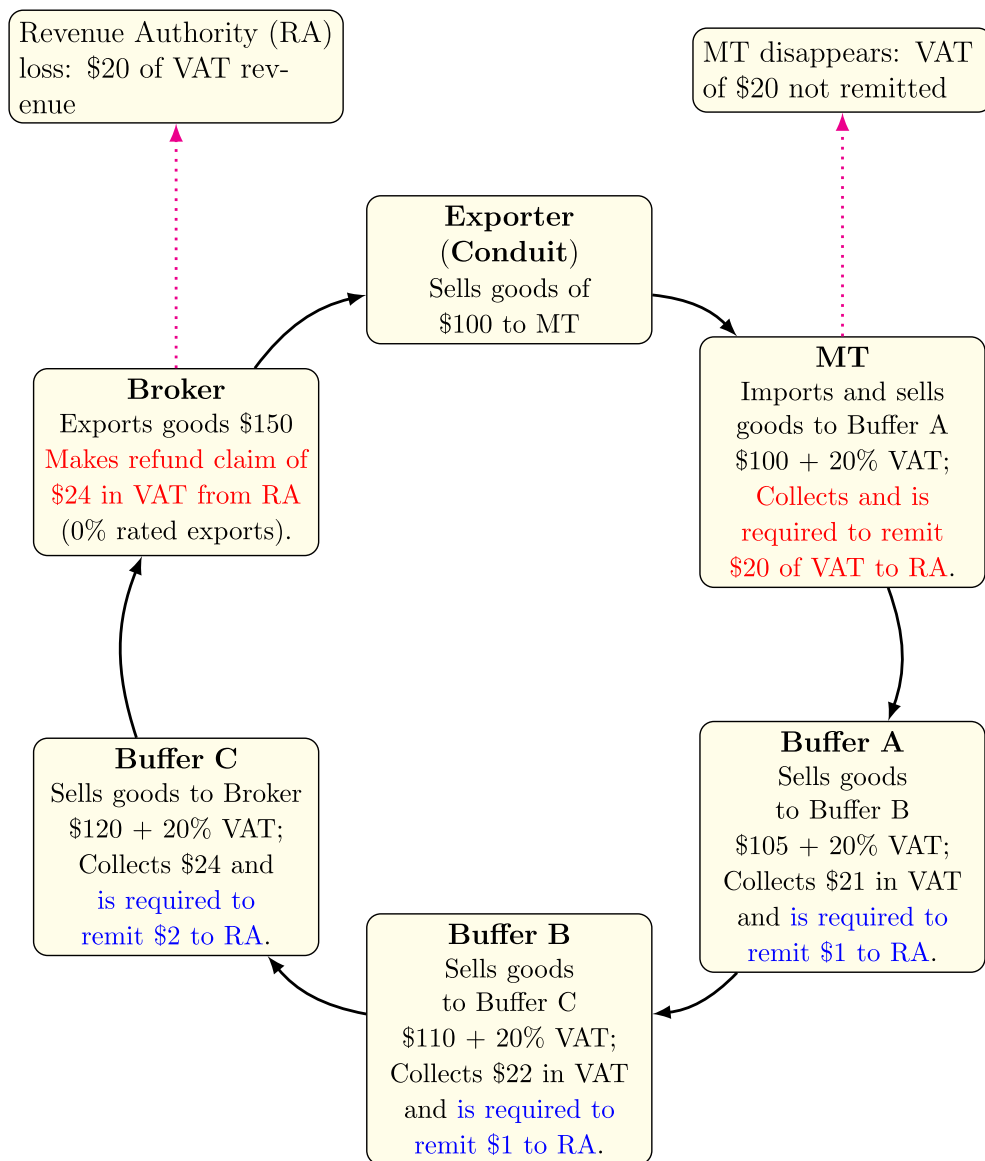 Revenue Authority (RA)
loss: $20 of VAT rev-
enue
MT disappears: VAT
of $20 not remitted
Exporter
(Conduit)
Sells goods of
$100 to MT
MT
Imports and sells
goods to Buffer A
$100 + 20% VAT;
Collects and is
required to remit
$20 of VAT to RA.
Broker
Exports goods $150
Makes refund claim of
$24 in VAT from RA
(0% rated exports).
Buffer A
Sells goods
to Buffer B
$105 + 20% VAT;
Collects $21 in VAT
and is required to
remit $1 to RA.
Buffer C
Sells goods to Broker
$120 + 20% VAT;
Collects $24 and
is required to
remit $2 to RA.
Buffer B
Sells goods
to Buffer C
$110 + 20% VAT;
Collects $22 in VAT
and is required to
remit $1 to RA.